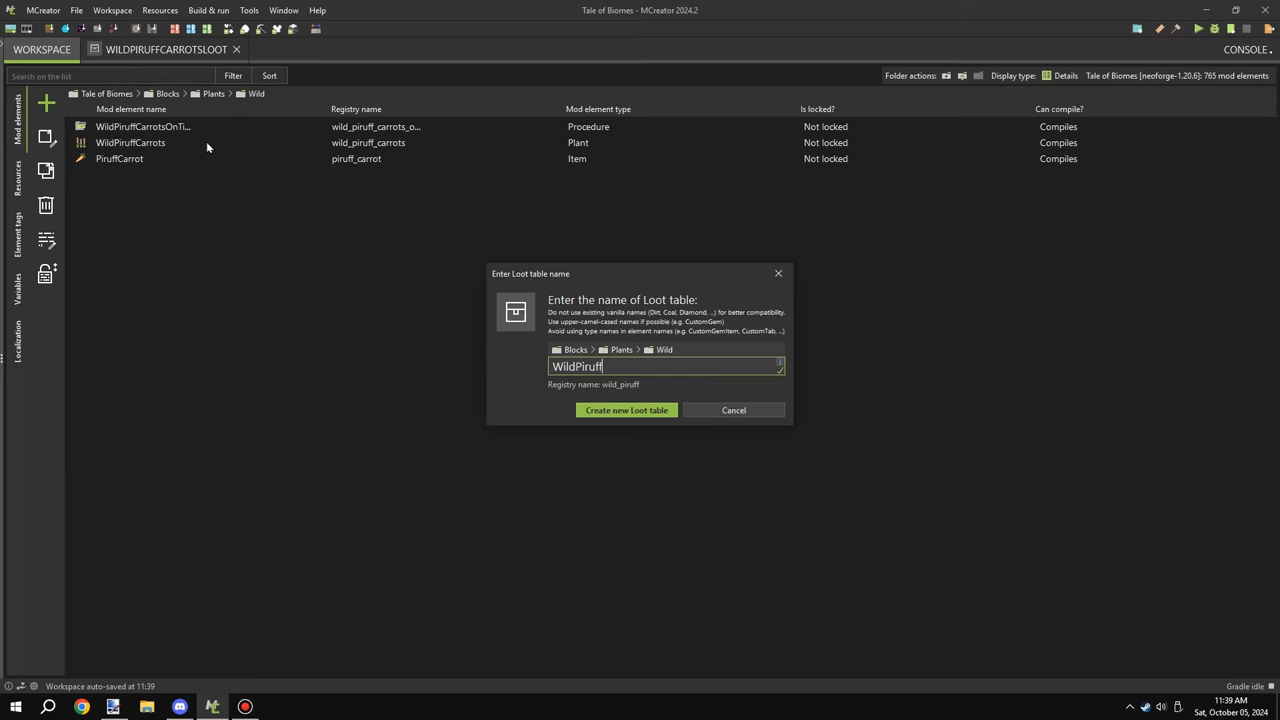 MCreator File Workspace Resources Build & run Tools Window Help
Tale of Biomes - MCreator 2024.2
WORKSPACE
WILDPIRUFFCARROTSLOOT
CONSOLE
Search on the list
Filter
Sort
Folder actions:
Display type:
Details
Tale of Biomes [neoforge-1.20.6]: 765 mod elements
Tale of Biomes
Blocks
Plants
Wild
Mod element name Registry name Mod element type Is locked? Can compile?
WildPiruffCarrotsOnTi... wild_piruff_carrots_o... Procedure Not locked Compiles
WildPiruffCarrots wild_piruff_carrots Plant Not locked Compiles
PiruffCarrot piruff_carrot Item Not locked Compiles
Mod elements
Resources
Element tags
Variables
Localization
Enter Loot table name
Enter the name of Loot table:
Do not use existing vanilla names (Dirt, Coal, Diamond, ...) for better compatibility.
Use upper-camel-cased names if possible (e.g. CustomGem)
Avoid using type names in element names (e.g. CustomGemItem, CustomTab, ...)
Blocks
Plants
Wild
WildPiruff
Registry name: wild_piruff
Create new Loot table
Cancel
Workspace auto-saved at 11:39
Gradle idle
11:39 AM
Sat, October 05, 2024